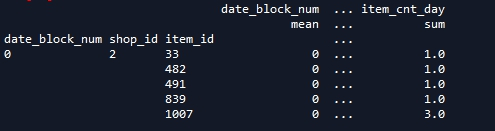 date_block_num ... item_cnt_day
mean ... sum
date_block_num shop_id item_id ...
0 2 33 0 ... 1.0
482 0 ... 1.0
491 0 ... 1.0
839 0 ... 1.0
1007 0 ... 3.0